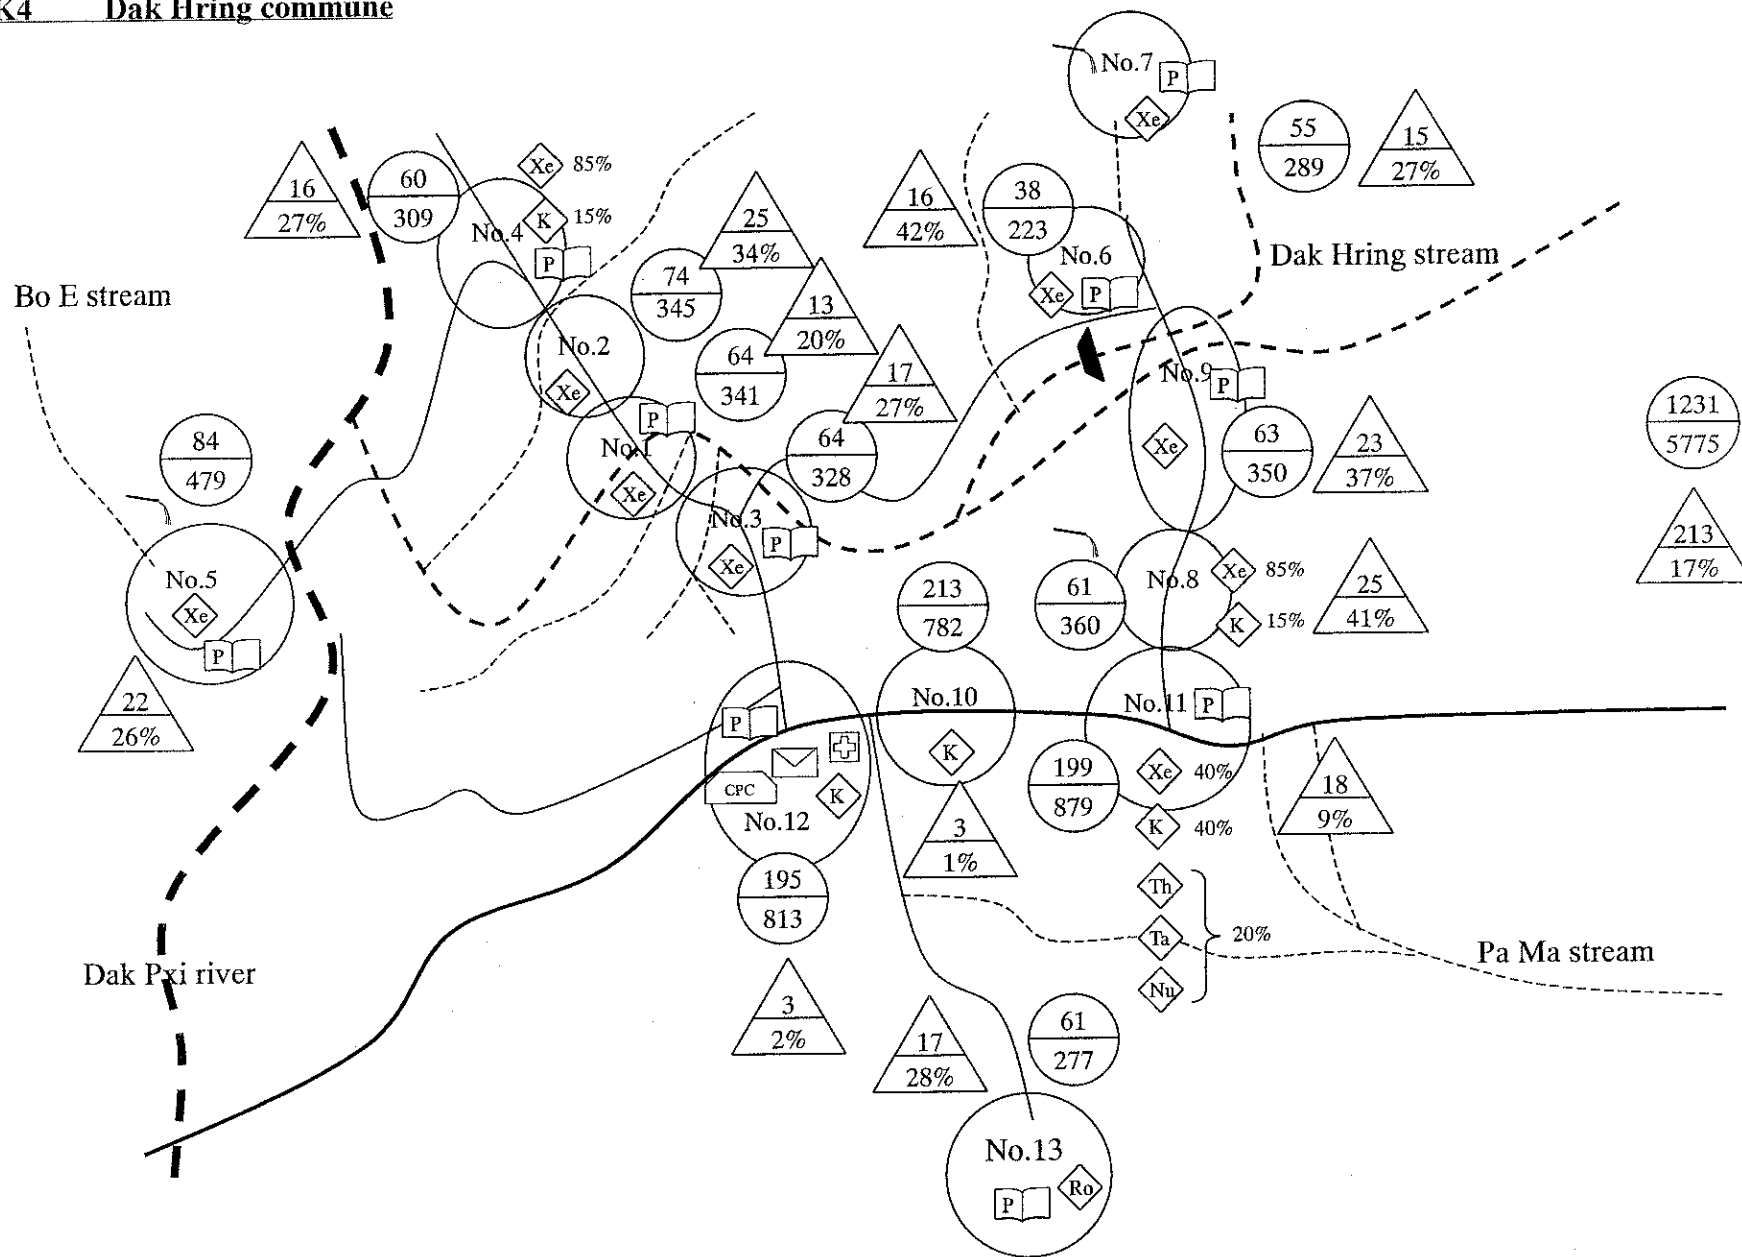 K4 Dak Hring commune
No.7
P
Xe
55
289
15
27%
16
27%
60
309
Xe 85%
K 15%
No.4
P
25
34%
16
42%
38
223
No.6
Xe
P
Dak Hring stream
Bo E stream
74
345
13
20%
No.2
Xe
64
341
17
27%
No.9
P
Xe
63
350
23
37%
1231
5775
213
17%
84
479
No.1
P
Xe
64
328
No.3
P
Xe
No.5
Xe
P
22
26%
213
782
61
360
No.8
Xe 85%
K 15%
25
41%
No.10
K
3
1%
No.11
P
199
879
Xe 40%
K 40%
Th
Ta
Nu
20%
18
9%
P
CPC
K
No.12
195
813
3
2%
Dak Pxi river
Pa Ma stream
17
28%
61
277
No.13
P
Ro